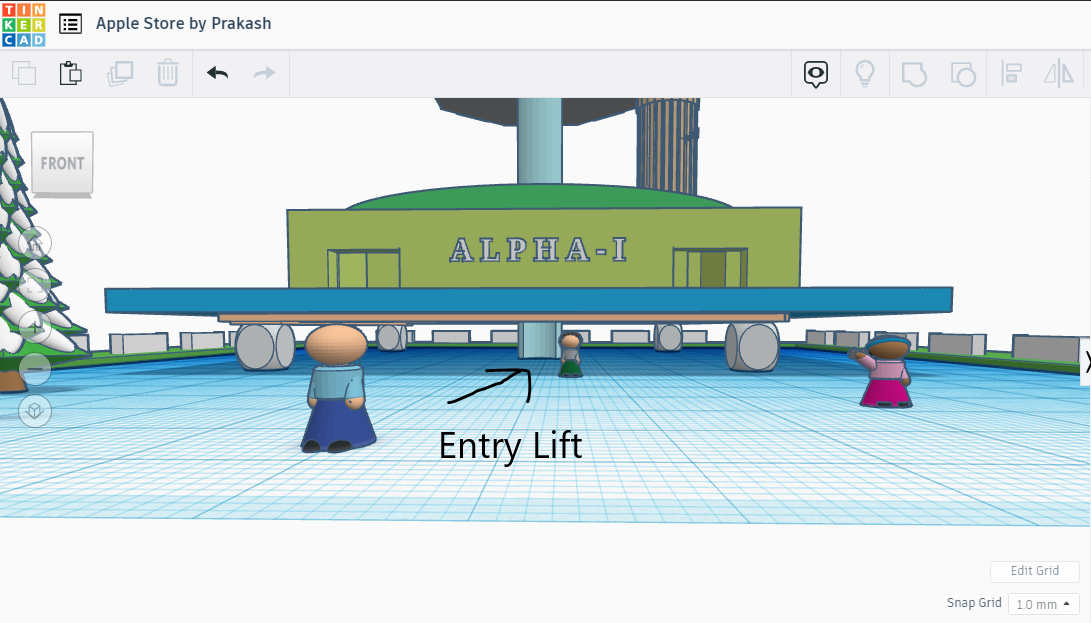 TIN
KER
CAD
Apple Store by Prakash
FRONT
ALPHA-I
Entry Lift
Edit Grid
Snap Grid 1.0 mm